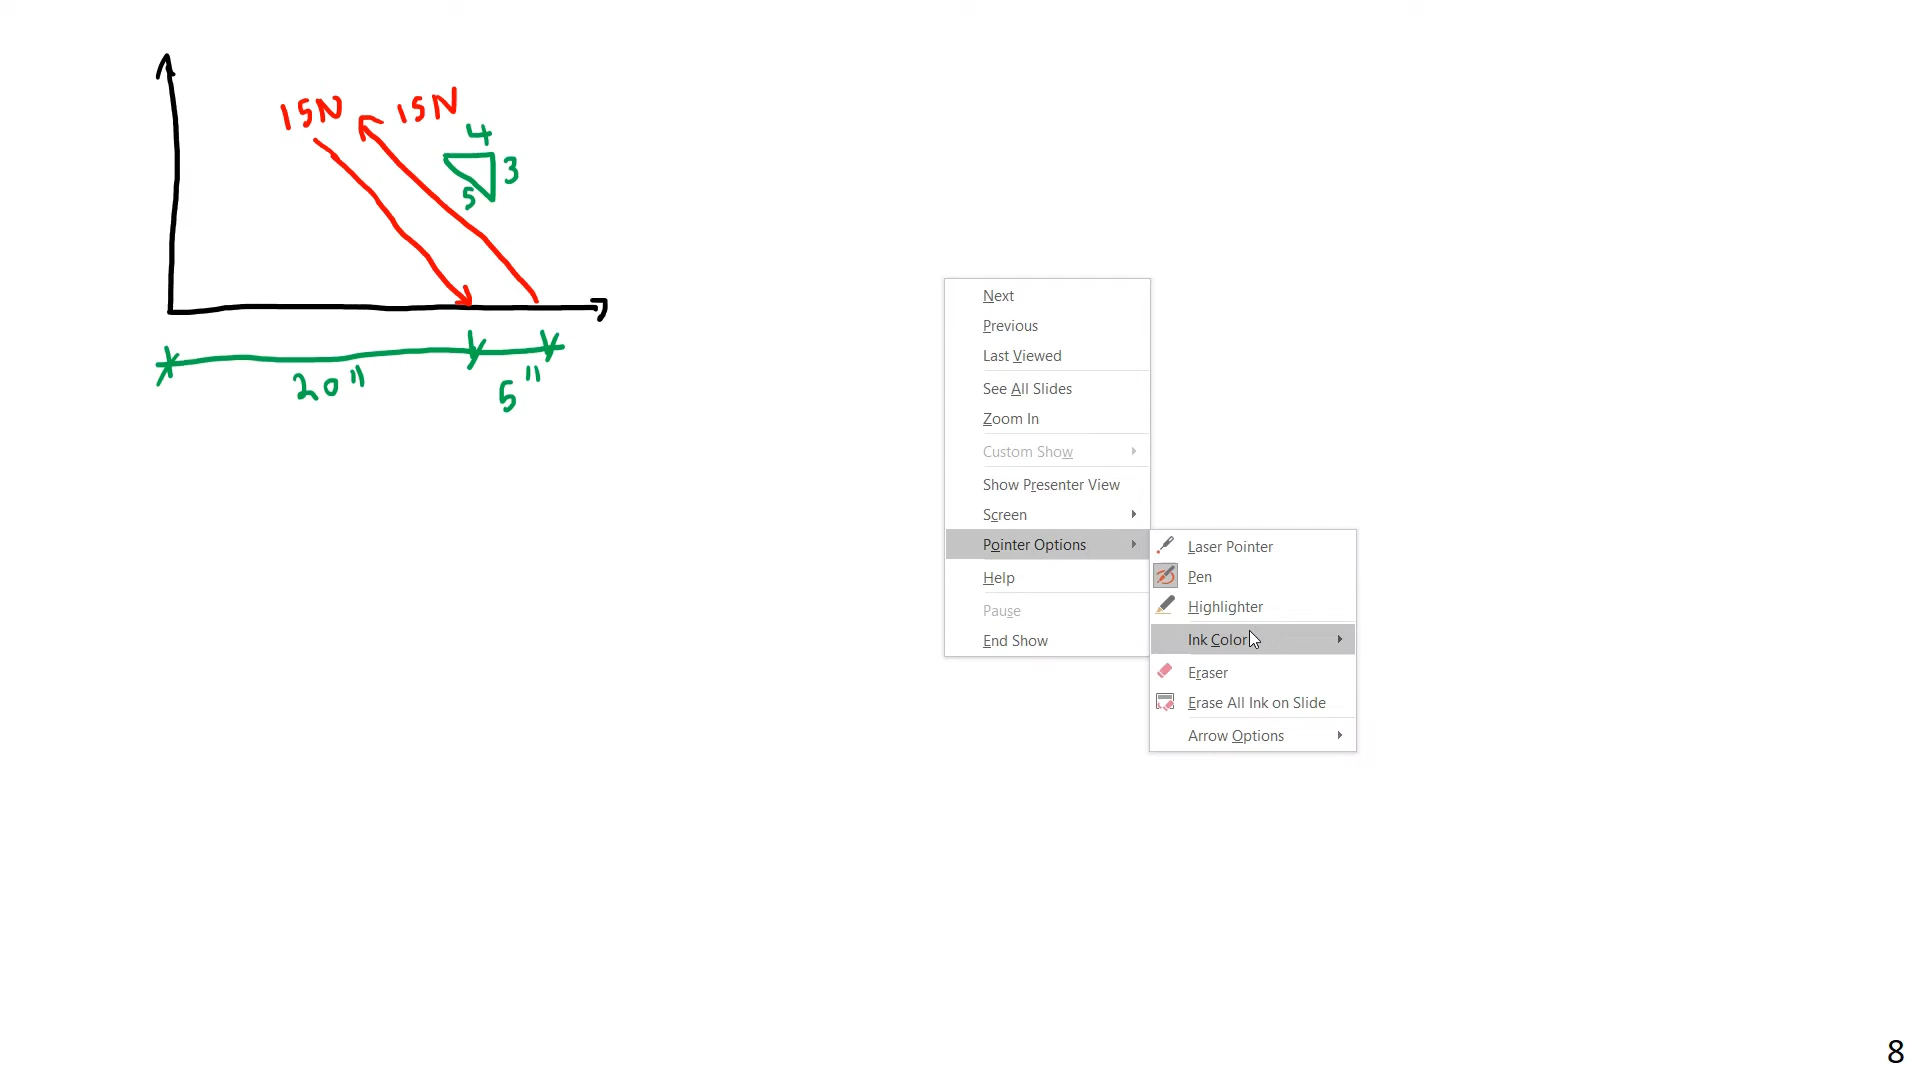 15N 15N
4
3
5
20"
5"
Next
Previous
Last Viewed
See All Slides
Zoom In
Custom Show
Show Presenter View
Screen
Pointer Options
Help
Pause
End Show
Laser Pointer
Pen
Highlighter
Ink Color
Eraser
Erase All Ink on Slide
Arrow Options
8